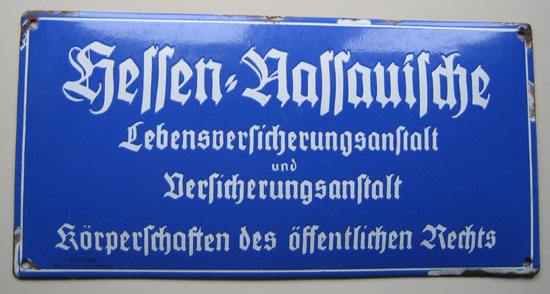 Hessen-Nassauische
Lebensversicherungsanstalt
und
Versicherungsanstalt
Körperschaften des öffentlichen Rechts